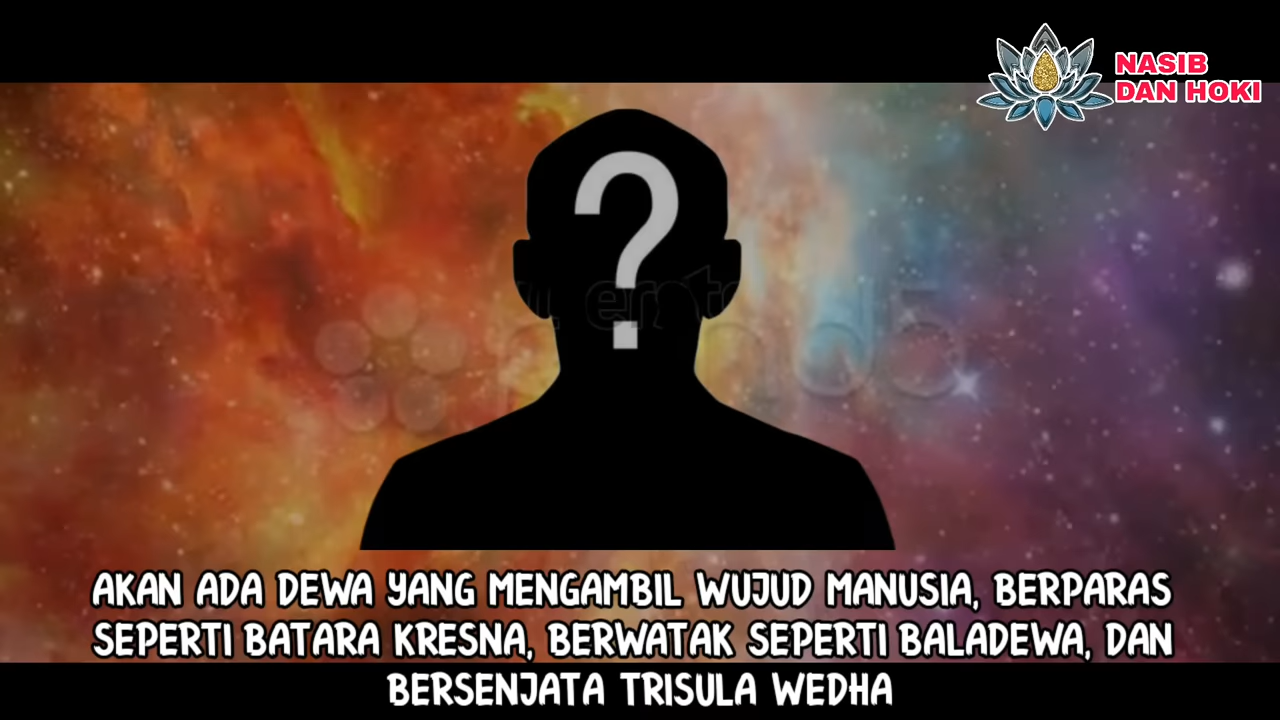 NASIB
DAN HOKI
?
AKAN ADA DEWA YANG MENGAMBIL WUJUD MANUSIA, BERPARAS
SEPERTI BATARA KRESNA, BERWATAK SEPERTI BALADEWA, DAN
BERSENJATA TRISULA WEDHA